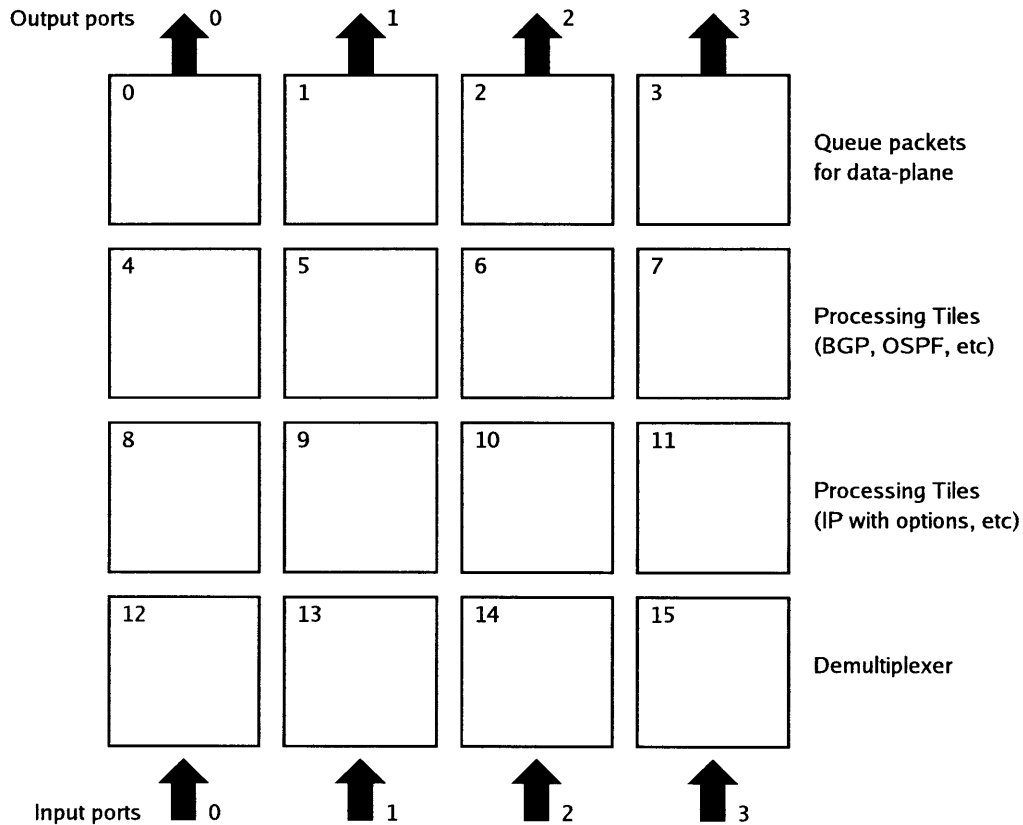 Output ports 0 1 2 3
0 1 2 3
Queue packets
for data-plane
4 5 6 7
Processing Tiles
(BGP, OSPF, etc)
8 9 10 11
Processing Tiles
(IP with options, etc)
12 13 14 15
Demultiplexer
Input ports 0 1 2 3